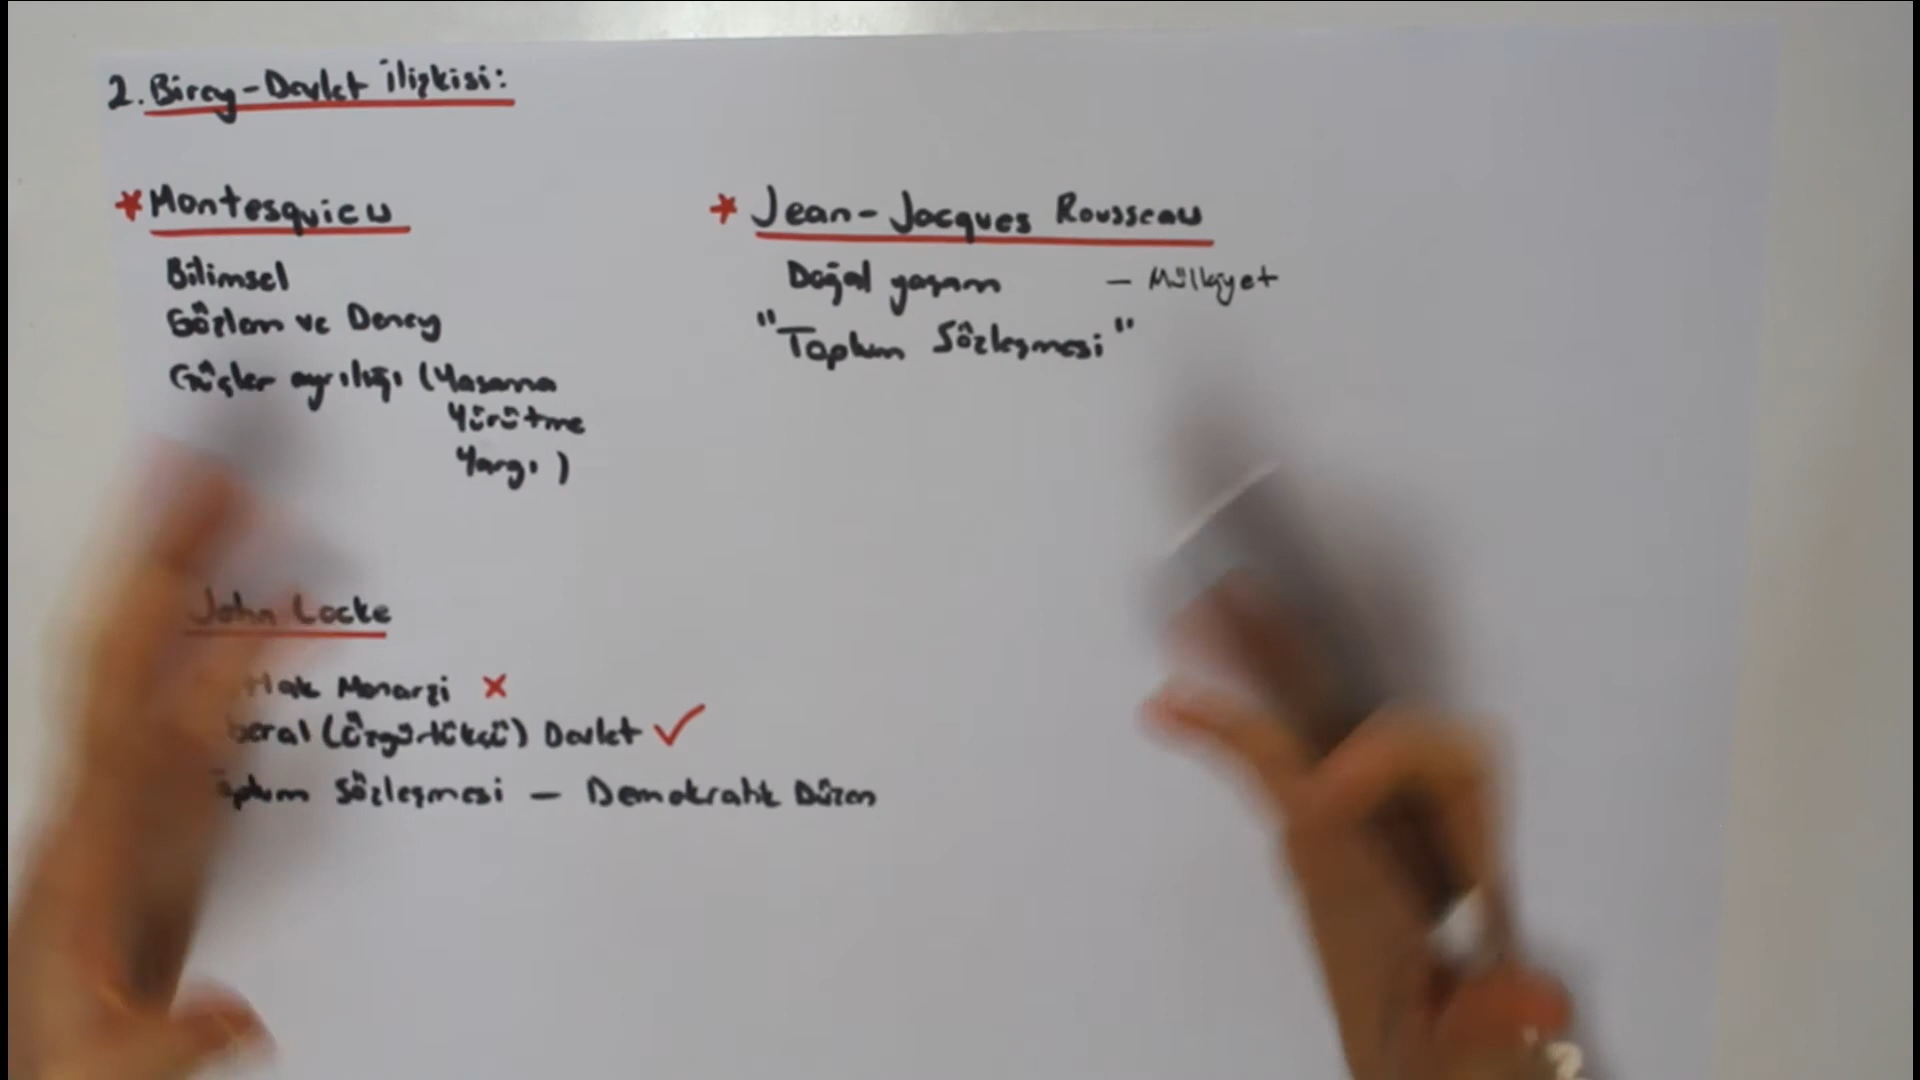 2. Birey-Devlet İlişkisi:
* Montesquieu
Bilimsel
Gözlem ve Deney
Güçler ayrılığı (Yasama
Yürütme
Yargı)
* Jean-Jacques Rousseau
Doğal yaşam - Mülkiyet
"Toplum Sözleşmesi"
John Locke
Monarşi ×
(Özgürlükçü) Devlet ✓
Sözleşmesi - Demokratik Düzen